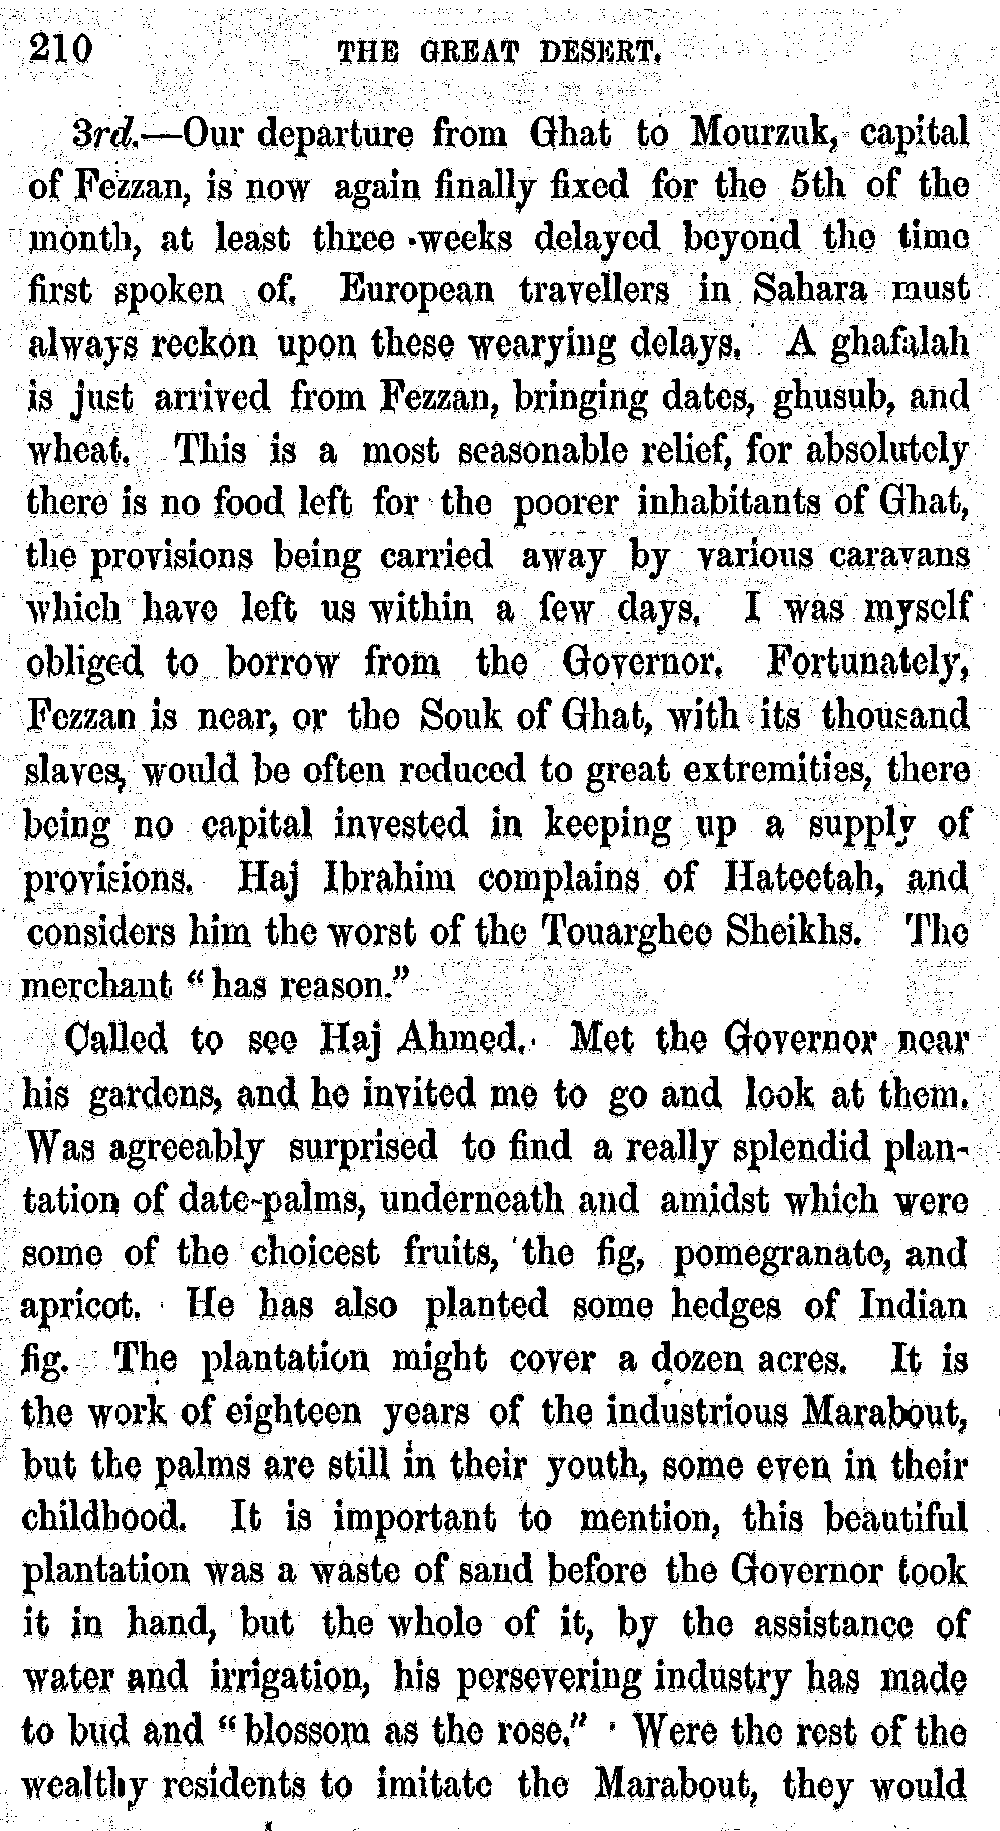 210 THE GREAT DESERT.
3rd.—Our departure from Ghat to Mourzuk, capital
of Fezzan, is now again finally fixed for the 5th of the
month, at least three weeks delayed beyond the time
first spoken of. European travellers in Sahara must
always reckon upon these wearying delays. A ghafalah
is just arrived from Fezzan, bringing dates, ghusub, and
wheat. This is a most seasonable relief, for absolutely
there is no food left for the poorer inhabitants of Ghat,
the provisions being carried away by various caravans
which have left us within a few days. I was myself
obliged to borrow from the Governor. Fortunately,
Fezzan is near, or the Souk of Ghat, with its thousand
slaves, would be often reduced to great extremities, there
being no capital invested in keeping up a supply of
provisions. Haj Ibrahim complains of Hateetah, and
considers him the worst of the Touarghee Sheikhs. The
merchant "has reason."
Called to see Haj Ahmed. Met the Governor near
his gardens, and he invited me to go and look at them.
Was agreeably surprised to find a really splendid plan-
tation of date-palms, underneath and amidst which were
some of the choicest fruits, the fig, pomegranate, and
apricot. He has also planted some hedges of Indian
fig. The plantation might cover a dozen acres. It is
the work of eighteen years of the industrious Marabout,
but the palms are still in their youth, some even in their
childhood. It is important to mention, this beautiful
plantation was a waste of sand before the Governor took
it in hand, but the whole of it, by the assistance of
water and irrigation, his persevering industry has made
to bud and "blossom as the rose." Were the rest of the
wealthy residents to imitate the Marabout, they would